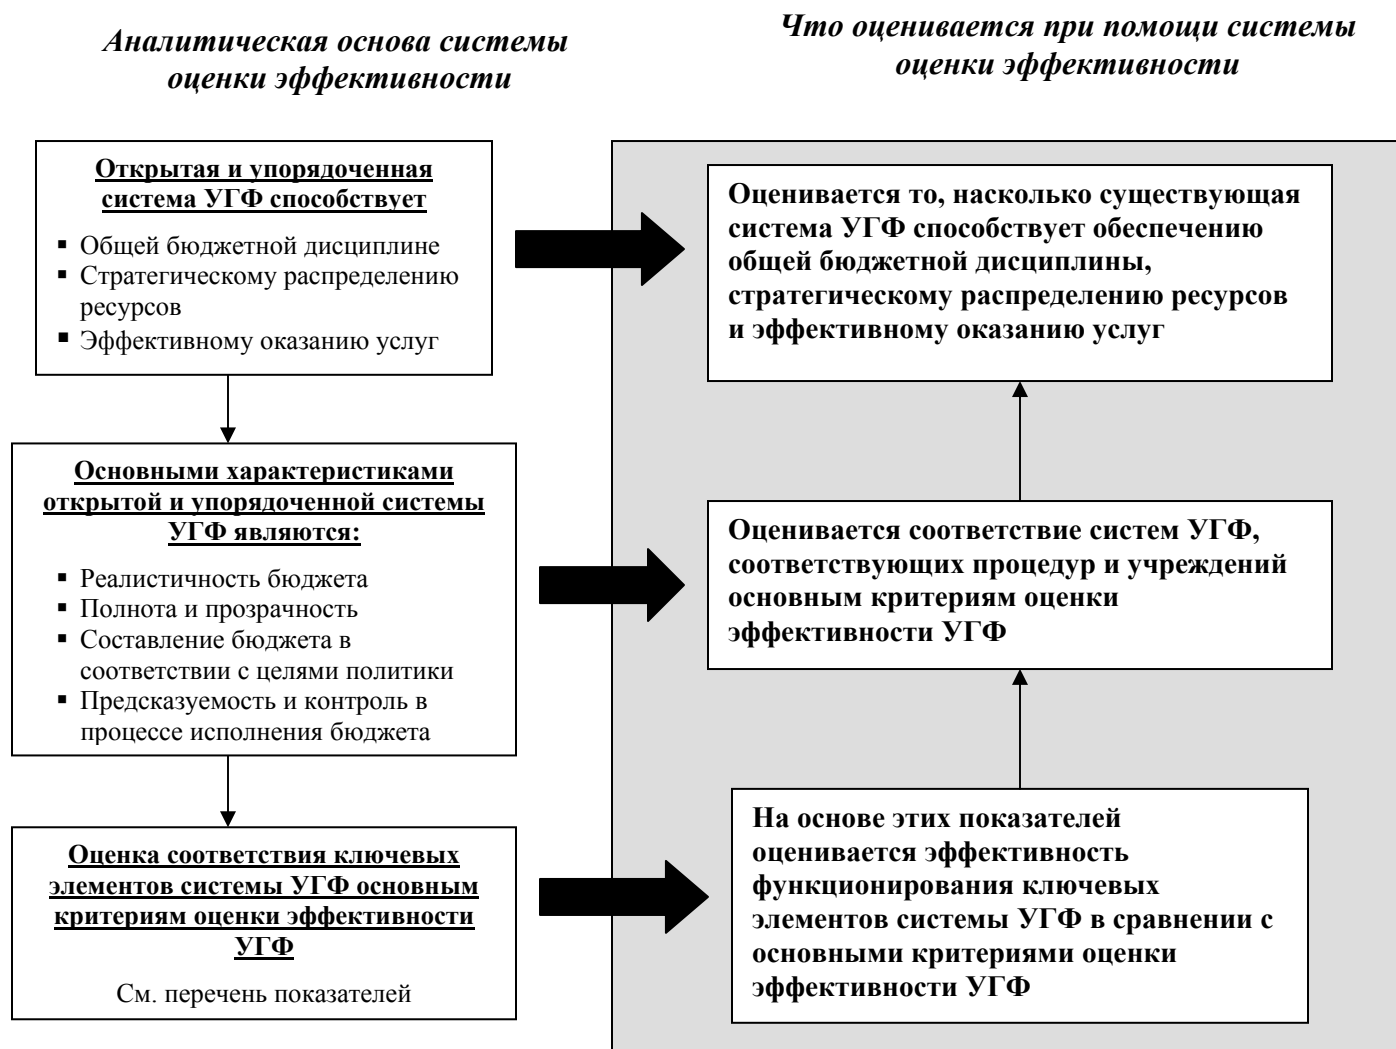 Аналитическая основа системы
оценки эффективности
Что оценивается при помощи системы
оценки эффективности
Открытая и упорядоченная
система УГФ способствует
▪ Общей бюджетной дисциплине
▪ Стратегическому распределению
ресурсов
▪ Эффективному оказанию услуг
Оценивается то, насколько существующая
система УГФ способствует обеспечению
общей бюджетной дисциплины,
стратегическому распределению ресурсов
и эффективному оказанию услуг
Основными характеристиками
открытой и упорядоченной системы
УГФ являются:
▪ Реалистичность бюджета
▪ Полнота и прозрачность
▪ Составление бюджета в
соответствии с целями политики
▪ Предсказуемость и контроль в
процессе исполнения бюджета
Оценивается соответствие систем УГФ,
соответствующих процедур и учреждений
основным критериям оценки
эффективности УГФ
Оценка соответствия ключевых
элементов системы УГФ основным
критериям оценки эффективности
УГФ
См. перечень показателей
На основе этих показателей
оценивается эффективность
функционирования ключевых
элементов системы УГФ в сравнении с
основными критериями оценки
эффективности УГФ